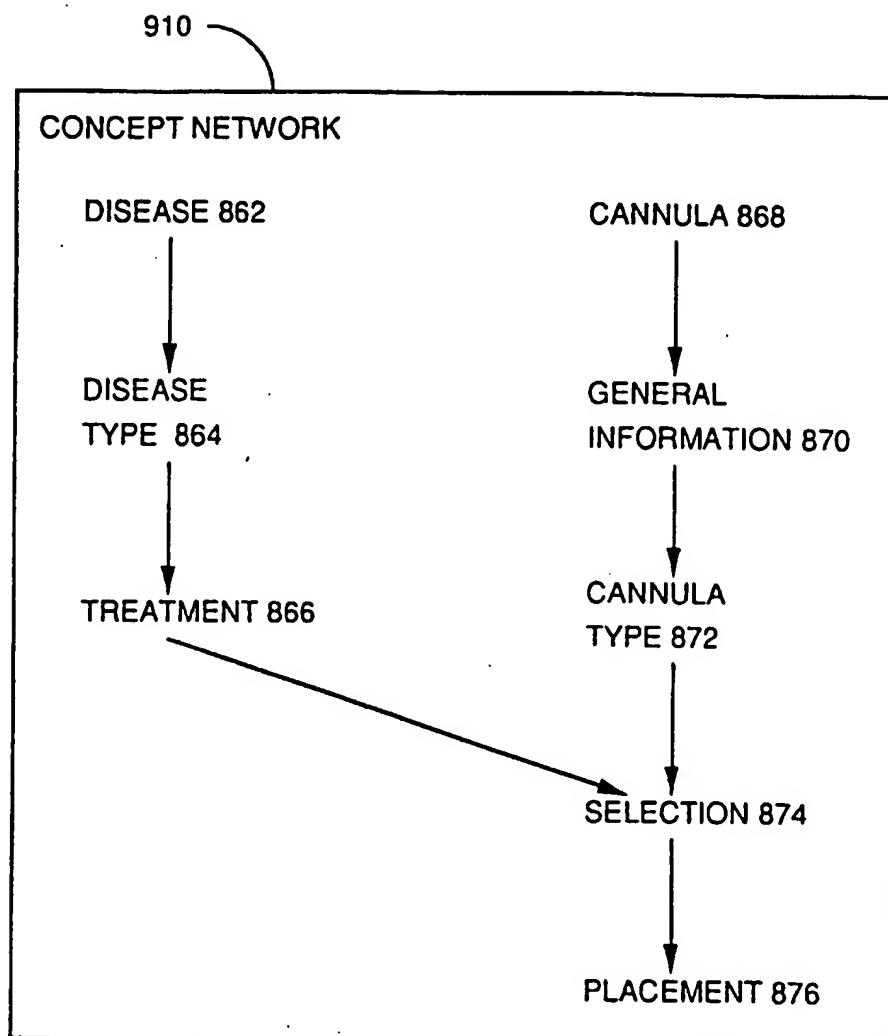 910
CONCEPT NETWORK
DISEASE 862
CANNULA 868
DISEASE
TYPE 864
GENERAL
INFORMATION 870
TREATMENT 866
CANNULA
TYPE 872
SELECTION 874
PLACEMENT 876